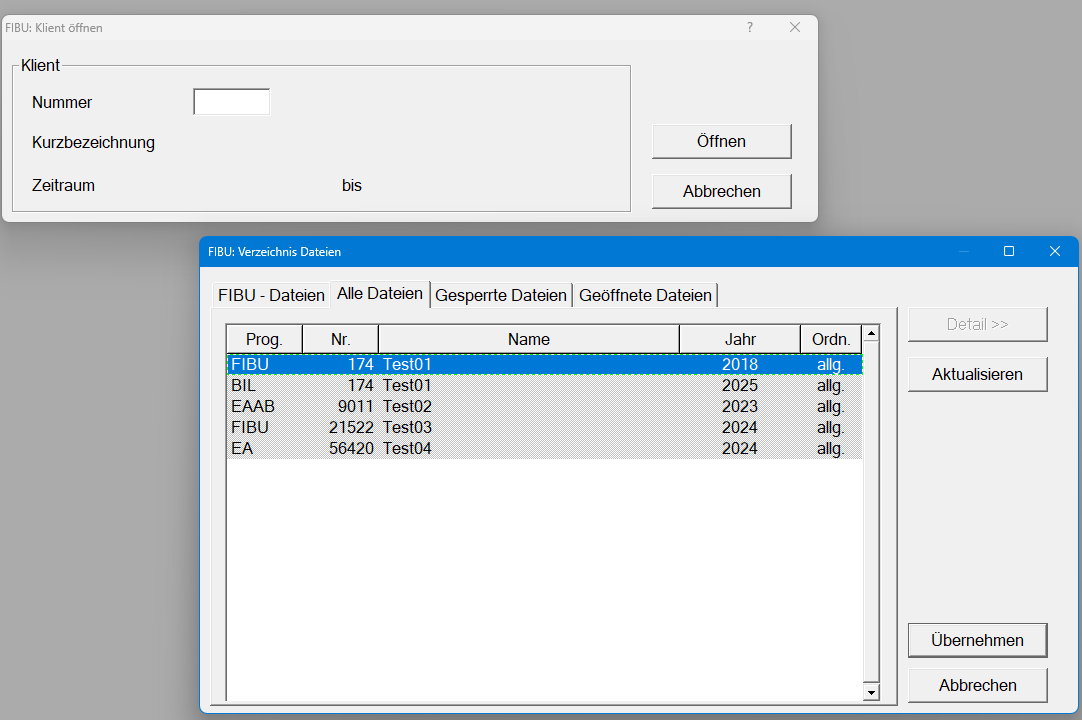 FIBU: Klient öffnen
?
Klient
Nummer
Kurzbezeichnung
Zeitraum bis
Öffnen
Abbrechen
FIBU: Verzeichnis Dateien
FIBU - Dateien Alle Dateien Gesperrte Dateien Geöffnete Dateien
Prog. Nr. Name Jahr Ordn.
FIBU 174 Test01 2018 allg.
BIL 174 Test01 2025 allg.
EAAB 9011 Test02 2023 allg.
FIBU 21522 Test03 2024 allg.
EA 56420 Test04 2024 allg.
Detail >>
Aktualisieren
Übernehmen
Abbrechen